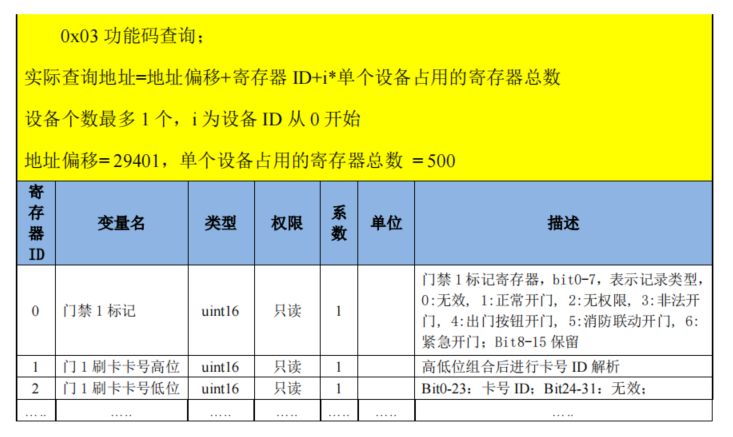 0x03 功能码查询；
实际查询地址=地址偏移+寄存器 ID+i*单个设备占用的寄存器总数
设备个数最多 1 个，i 为设备 ID 从 0 开始
地址偏移= 29401，单个设备占用的寄存器总数 = 500
寄存器ID 变量名 类型 权限 系数 单位 描述
0 门禁 1 标记 uint16 只读 1 门禁 1 标记寄存器，bit0-7，表示记录类型，
0:无效, 1:正常开门, 2:无权限, 3:非法开
门, 4:出门按钮开门, 5:消防联动开门, 6:
紧急开门；Bit8-15 保留
1 门 1 刷卡卡号高位 uint16 只读 1 高低位组合后进行卡号 ID 解析
2 门 1 刷卡卡号低位 uint16 只读 1 Bit0-23：卡号 ID；Bit24-31：无效；
….. ….. ….. ….. ….. ….. …..